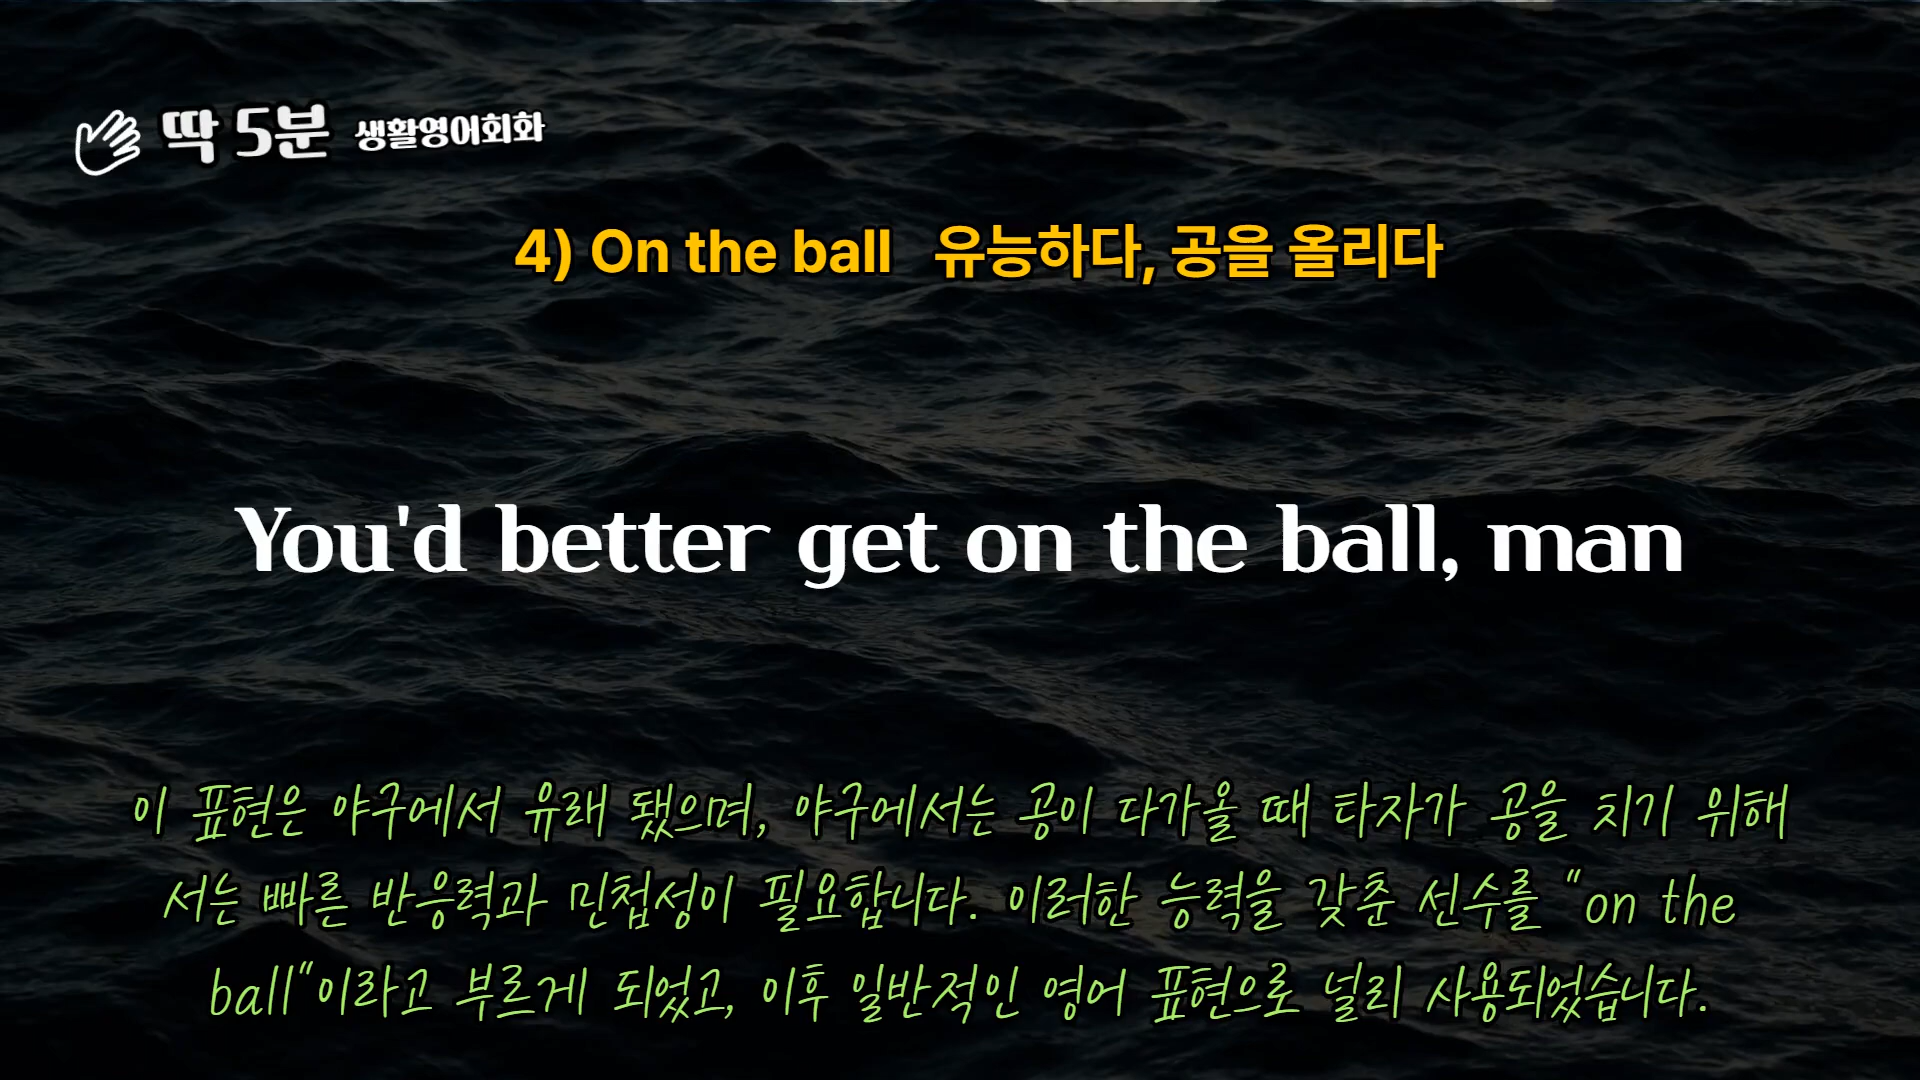 딱 5분 생활영어회화
4) On the ball 유능하다, 공을 올리다
You'd better get on the ball, man
이 표현은 야구에서 유래 됐으며, 야구에서는 공이 다가올 때 타자가 공을 치기 위해
서는 빠른 반응력과 민첩성이 필요합니다. 이러한 능력을 갖춘 선수를 "on the
ball"이라고 부르게 되었고, 이후 일반적인 영어 표현으로 널리 사용되었습니다.